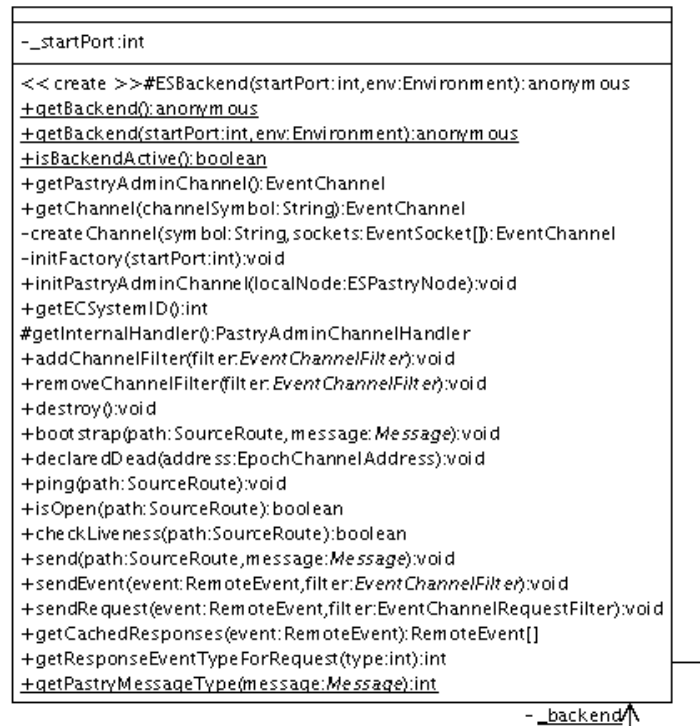 -_startPort:int
<< create >>#ESBackend(startPort:int,env:Environment):anonymous
+getBackend():anonymous
+getBackend(startPort:int,env:Environment):anonymous
+isBackendActive():boolean
+getPastryAdminChannel():EventChannel
+getChannel(channelSymbol:String):EventChannel
-createChannel(symbol:String,sockets:EventSocket[]):EventChannel
-initFactory(startPort:int):void
+initPastryAdminChannel(localNode:ESPastryNode):void
+getECSystemID():int
#getInternalHandler():PastryAdminChannelHandler
+addChannelFilter(filter:EventChannelFilter):void
+removeChannelFilter(filter:EventChannelFilter):void
+destroy():void
+bootstrap(path:SourceRoute,message:Message):void
+declaredDead(address:EpochChannelAddress):void
+ping(path:SourceRoute):void
+isOpen(path:SourceRoute):boolean
+checkLiveness(path:SourceRoute):boolean
+send(path:SourceRoute,message:Message):void
+sendEvent(event:RemoteEvent,filter:EventChannelFilter):void
+sendRequest(event:RemoteEvent,filter:EventChannelRequestFilter):void
+getCachedResponses(event:RemoteEvent):RemoteEvent[]
+getResponseEventTypeForRequest(type:int):int
+getPastryMessageType(message:Message):int
-_backend